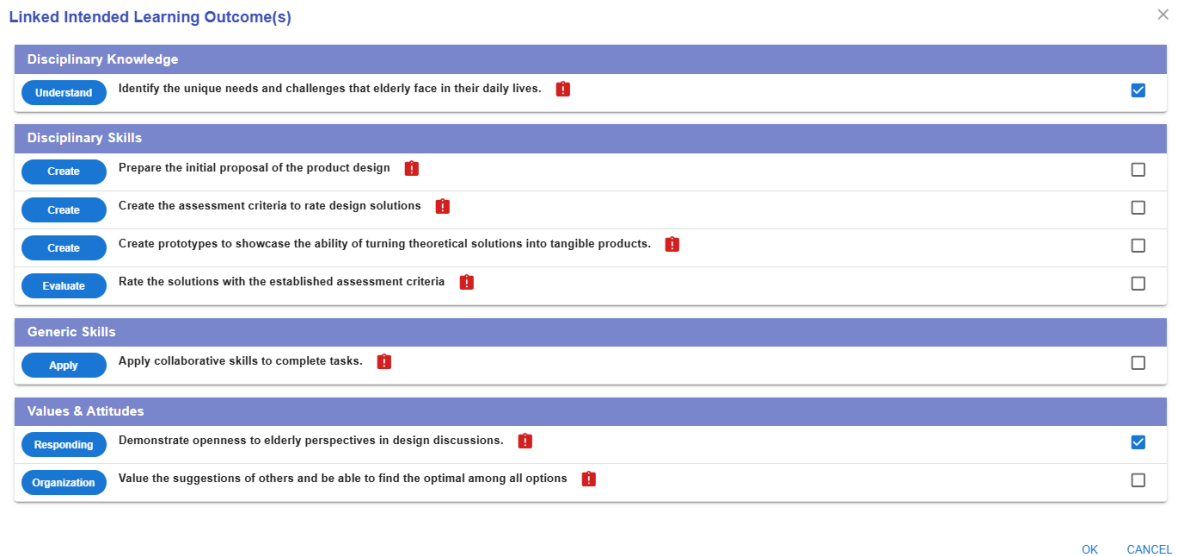 Linked Intended Learning Outcome(s)
Disciplinary Knowledge
Understand Identify the unique needs and challenges that elderly face in their daily lives.
Disciplinary Skills
Create Prepare the initial proposal of the product design
Create Create the assessment criteria to rate design solutions
Create Create prototypes to showcase the ability of turning theoretical solutions into tangible products.
Evaluate Rate the solutions with the established assessment criteria
Generic Skills
Apply Apply collaborative skills to complete tasks.
Values & Attitudes
Responding Demonstrate openness to elderly perspectives in design discussions.
Organization Value the suggestions of others and be able to find the optimal among all options
OK CANCEL